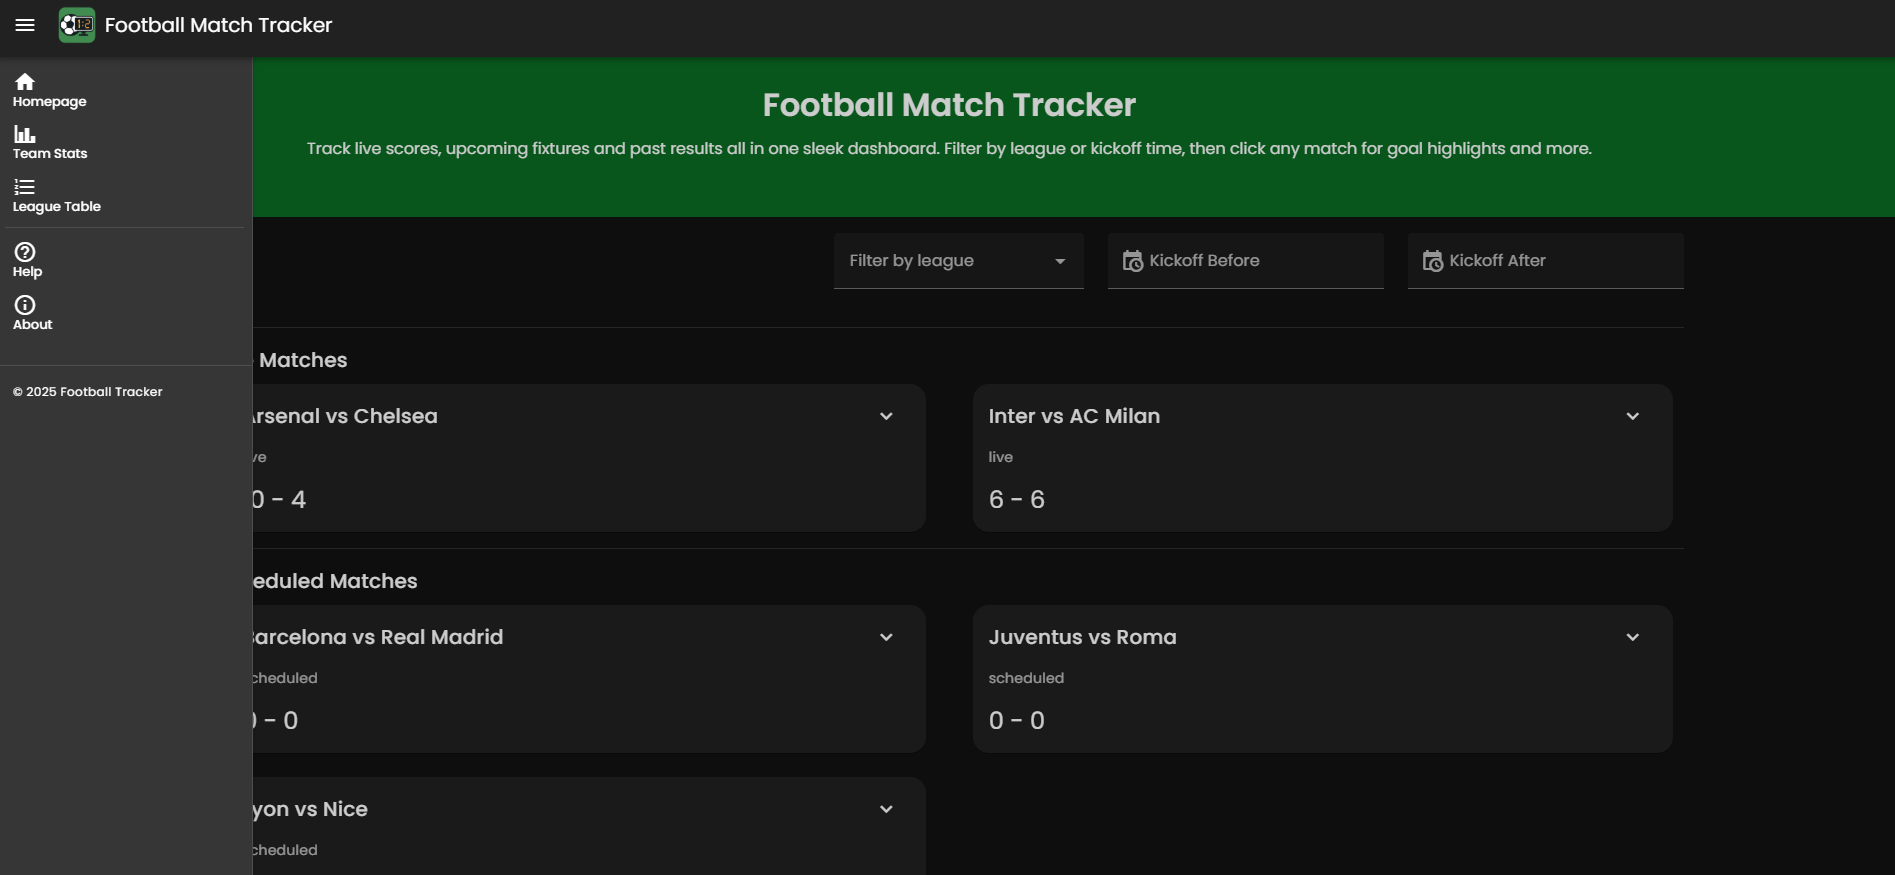 Football Match Tracker
Homepage
Team Stats
League Table
Help
About
© 2025 Football Tracker
Football Match Tracker
Track live scores, upcoming fixtures and past results all in one sleek dashboard. Filter by league or kickoff time, then click any match for goal highlights and more.
Filter by league
Kickoff Before
Kickoff After
Matches
Arsenal vs Chelsea
ve
0 - 4
Inter vs AC Milan
live
6 - 6
eduled Matches
Barcelona vs Real Madrid
cheduled
0 - 0
Juventus vs Roma
scheduled
0 - 0
yon vs Nice
cheduled